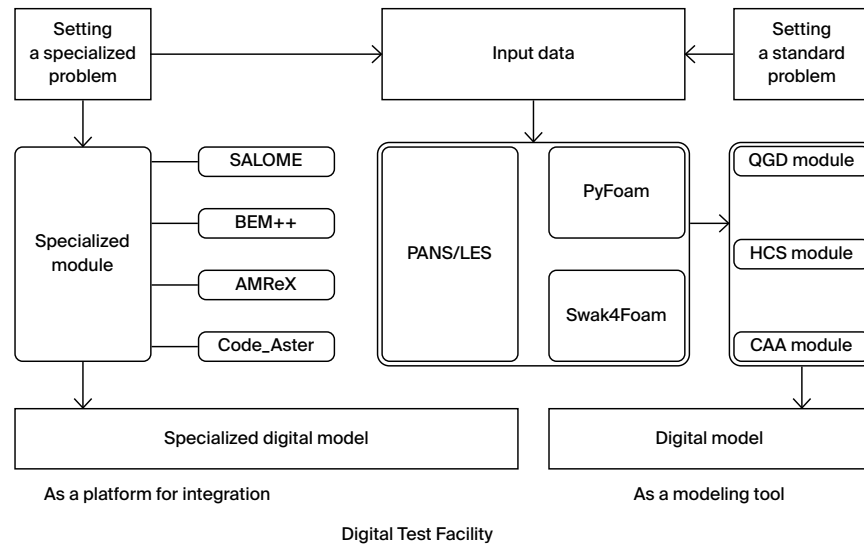 Setting
a specialized
problem
Input data
Setting
a standard
problem
Specialized
module
SALOME
BEM++
AMReX
Code_Aster
PANS/LES
PyFoam
Swak4Foam
QGD module
HCS module
CAA module
Specialized digital model
Digital model
As a platform for integration
As a modeling tool
Digital Test Facility